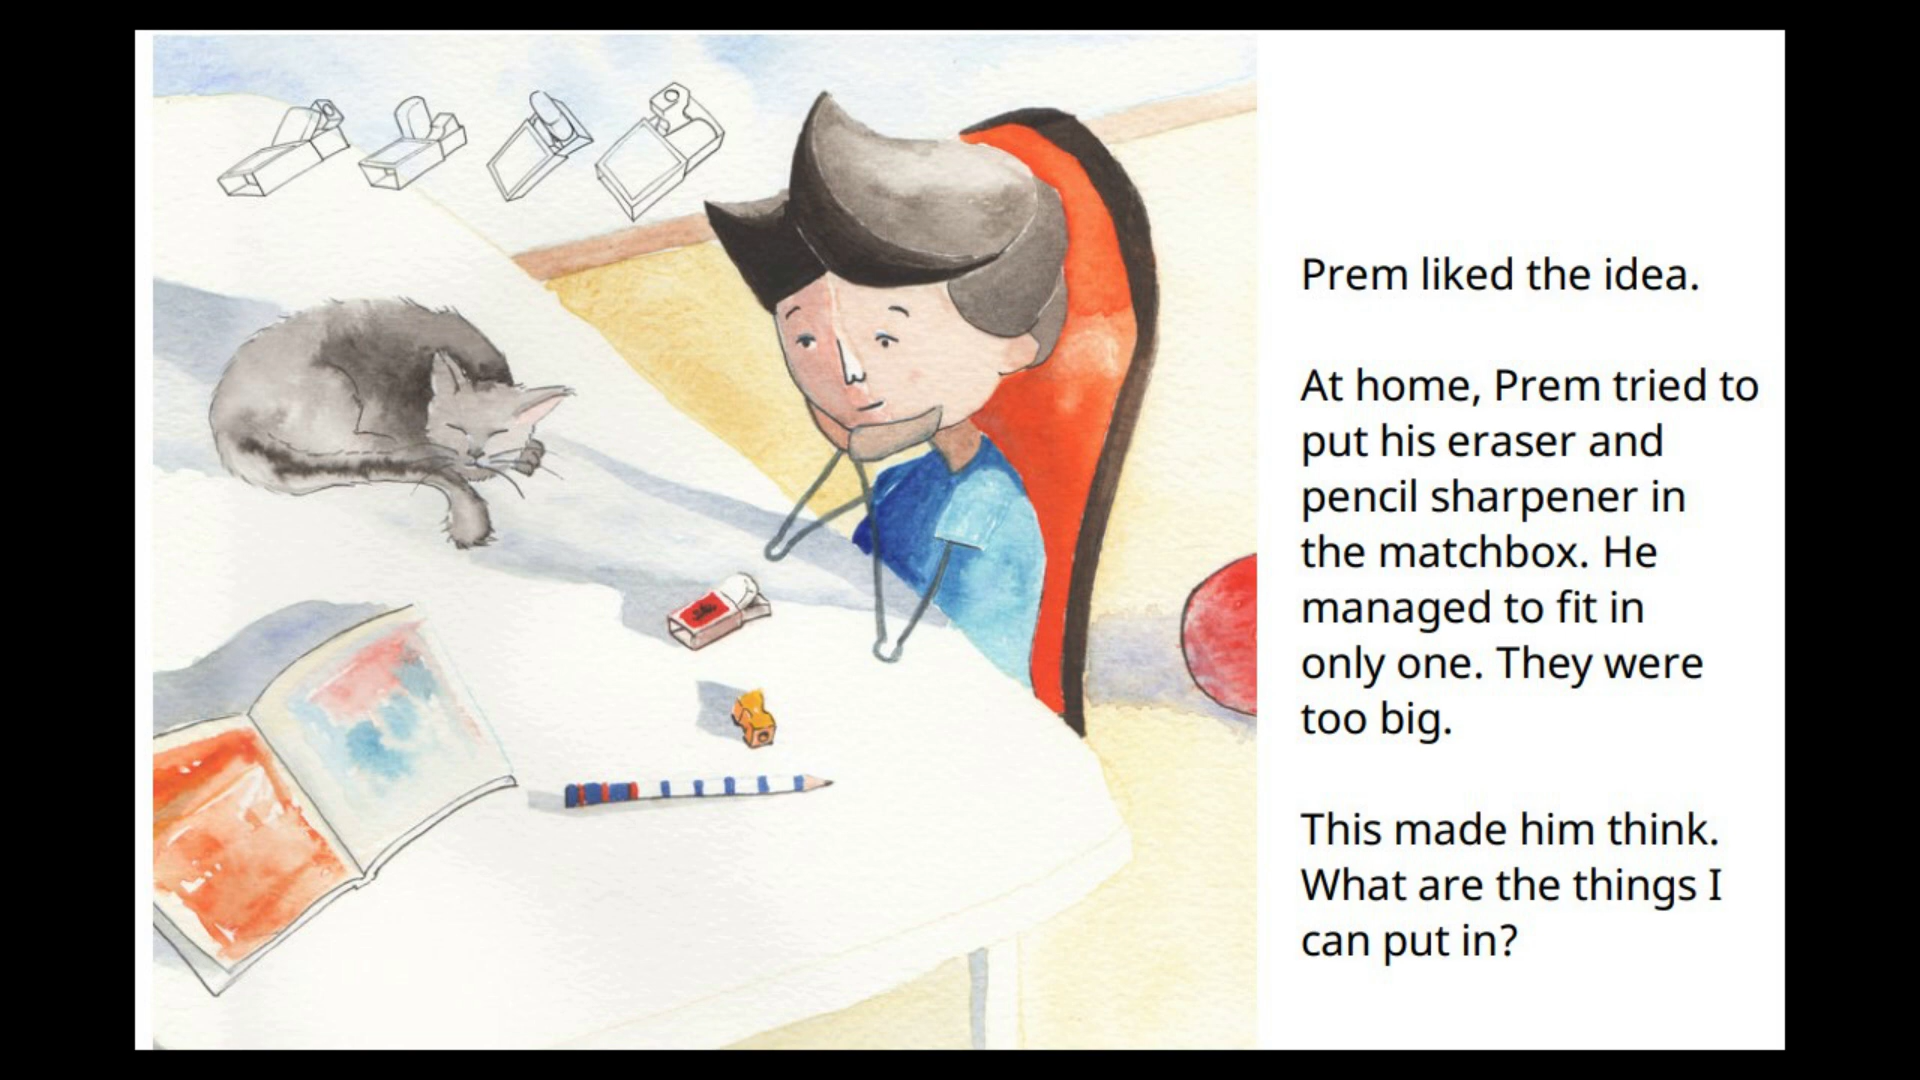 Prem liked the idea.
At home, Prem tried to
put his eraser and
pencil sharpener in
the matchbox. He
managed to fit in
only one. They were
too big.
This made him think.
What are the things I
can put in?